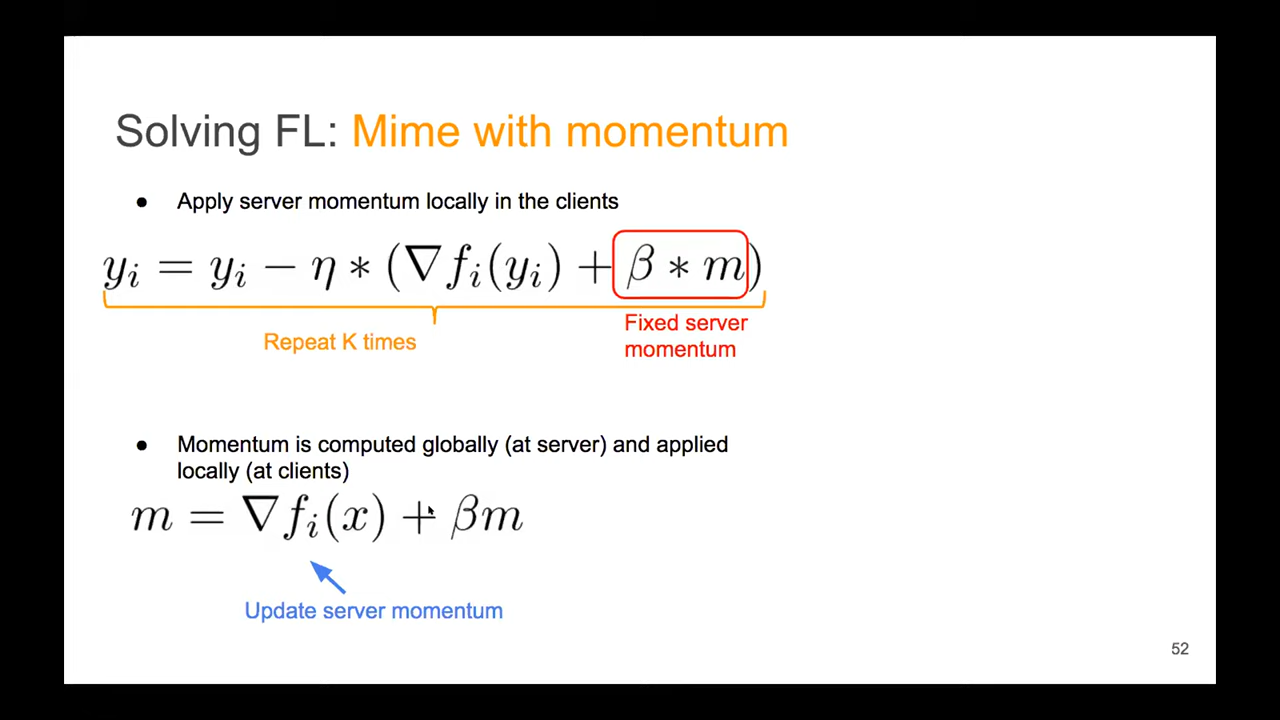 Solving FL: Mime with momentum
● Apply server momentum locally in the clients
y_i = y_i − η ∗ (∇f_i(y_i) + β ∗ m)
Repeat K times
Fixed server
momentum
● Momentum is computed globally (at server) and applied
locally (at clients)
m = ∇f_i(x) + βm
Update server momentum
52